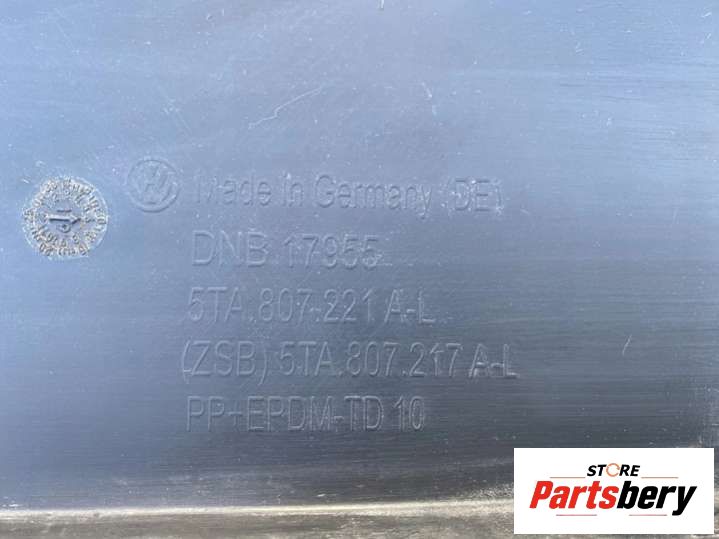 Made In Germany (DE)
DNB 17955
5TA.807.221 A-L
(ZSB) 5TA.807.217 A-L
PP+EPDM-TD 10
STORE
Partsbery